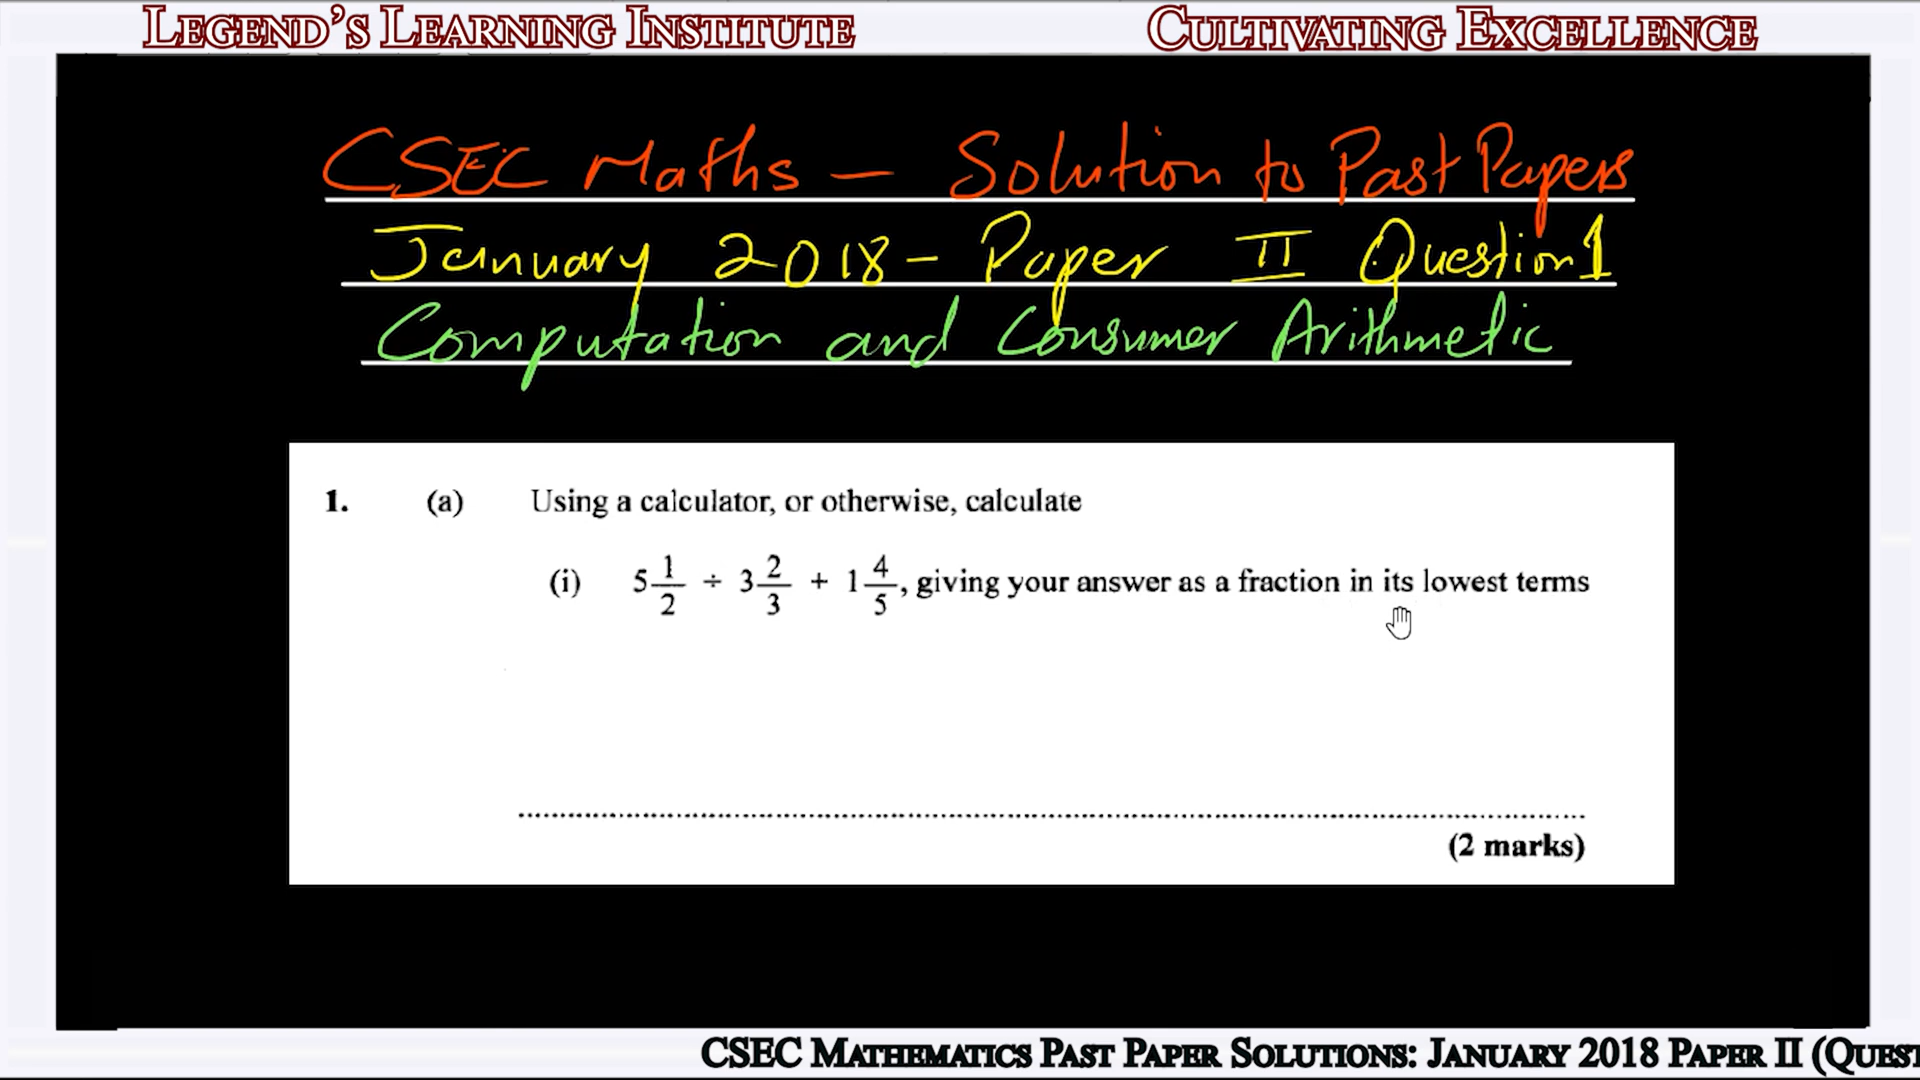 LEGEND'S LEARNING INSTITUTE CULTIVATING EXCELLENCE
CSEC Maths – Solution to Past Papers
January 2018 – Paper II Question 1
Computation and Consumer Arithmetic
1. (a) Using a calculator, or otherwise, calculate
(i) 5 1/2 ÷ 3 2/3 + 1 4/5, giving your answer as a fraction in its lowest terms
(2 marks)
CSEC MATHEMATICS PAST PAPER SOLUTIONS: JANUARY 2018 PAPER II (QUEST